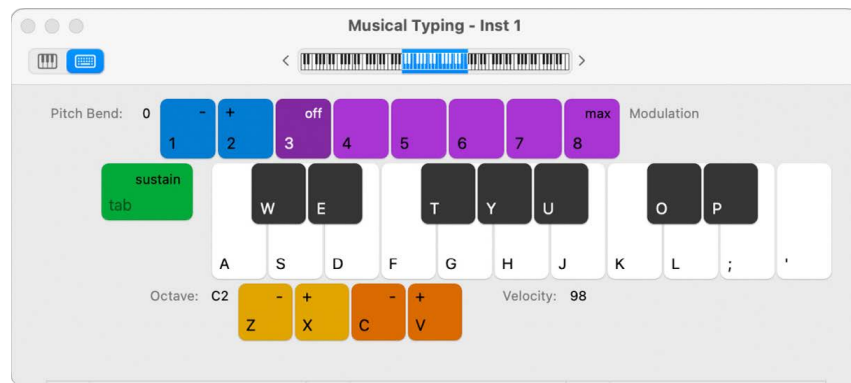 Musical Typing - Inst 1
< >
Pitch Bend: 0 - + off max Modulation
1 2 3 4 5 6 7 8
sustain
tab
W E T Y U O P
A S D F G H J K L ; '
Octave: C2 - + - + Velocity: 98
Z X C V